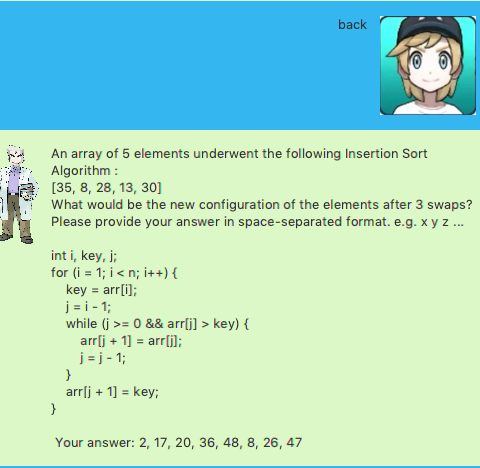 back
An array of 5 elements underwent the following Insertion Sort
Algorithm :
[35, 8, 28, 13, 30]
What would be the new configuration of the elements after 3 swaps?
Please provide your answer in space-separated format. e.g. x y z ...
int i, key, j;
for (i = 1; i < n; i++) {
key = arr[i];
j = i - 1;
while (j >= 0 && arr[j] > key) {
arr[j + 1] = arr[j];
j = j - 1;
}
arr[j + 1] = key;
}
Your answer: 2, 17, 20, 36, 48, 8, 26, 47